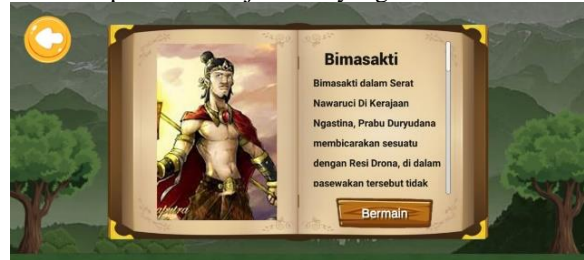 Bimasakti
Bimasakti dalam Serat
Nawaruci Di Kerajaan
Ngastina, Prabu Duryudana
membicarakan sesuatu
dengan Resi Drona, di dalam
pasewakan tersebut tidak
Bermain